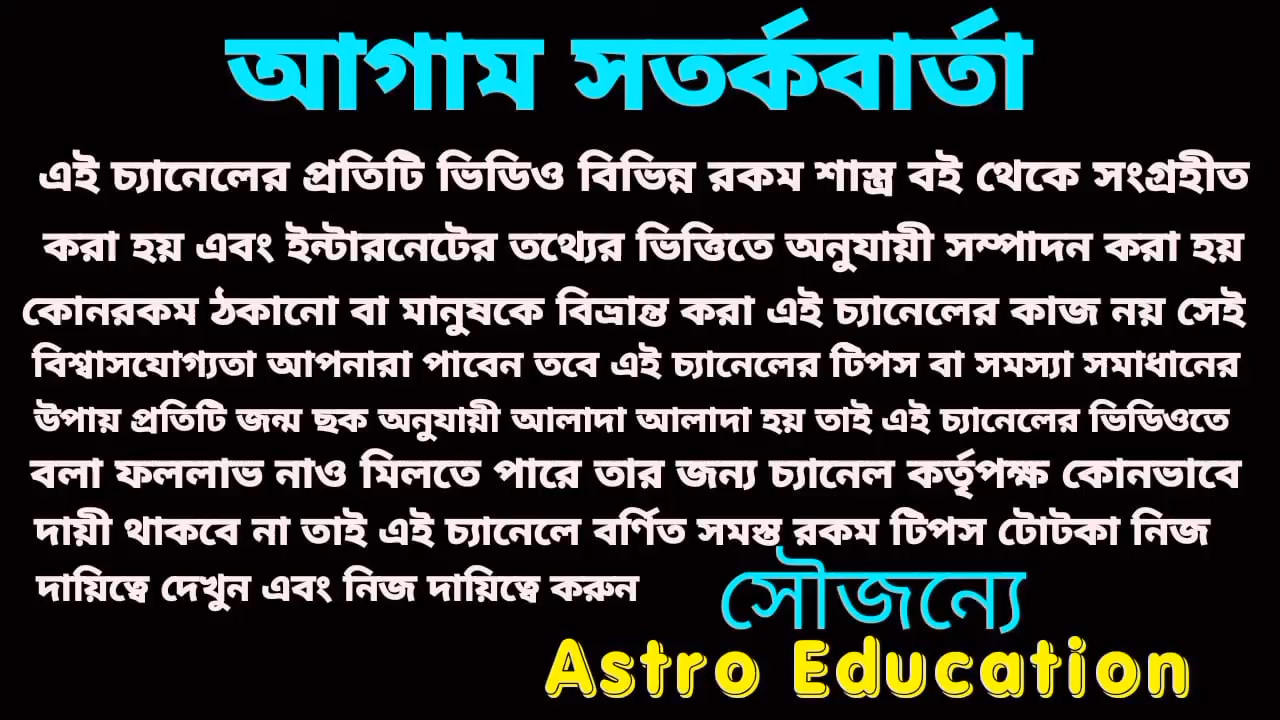 আগাম সতর্কবার্তা
এই চ্যানেলের প্রতিটি ভিডিও বিভিন্ন রকম শাস্ত্র বই থেকে সংগ্রহীত
করা হয় এবং ইন্টারনেটের তথ্যের ভিত্তিতে অনুযায়ী সম্পাদন করা হয়
কোনরকম ঠকানো বা মানুষকে বিভ্রান্ত করা এই চ্যানেলের কাজ নয় সেই
বিশ্বাসযোগ্যতা আপনারা পাবেন তবে এই চ্যানেলের টিপস বা সমস্যা সমাধানের
উপায় প্রতিটি জন্ম ছক অনুযায়ী আলাদা আলাদা হয় তাই এই চ্যানেলের ভিডিওতে
বলা ফললাভ নাও মিলতে পারে তার জন্য চ্যানেল কর্তৃপক্ষ কোনভাবে
দায়ী থাকবে না তাই এই চ্যানেলে বর্ণিত সমস্ত রকম টিপস টোটকা নিজ
দায়িত্বে দেখুন এবং নিজ দায়িত্বে করুন
সৌজন্যে
Astro Education